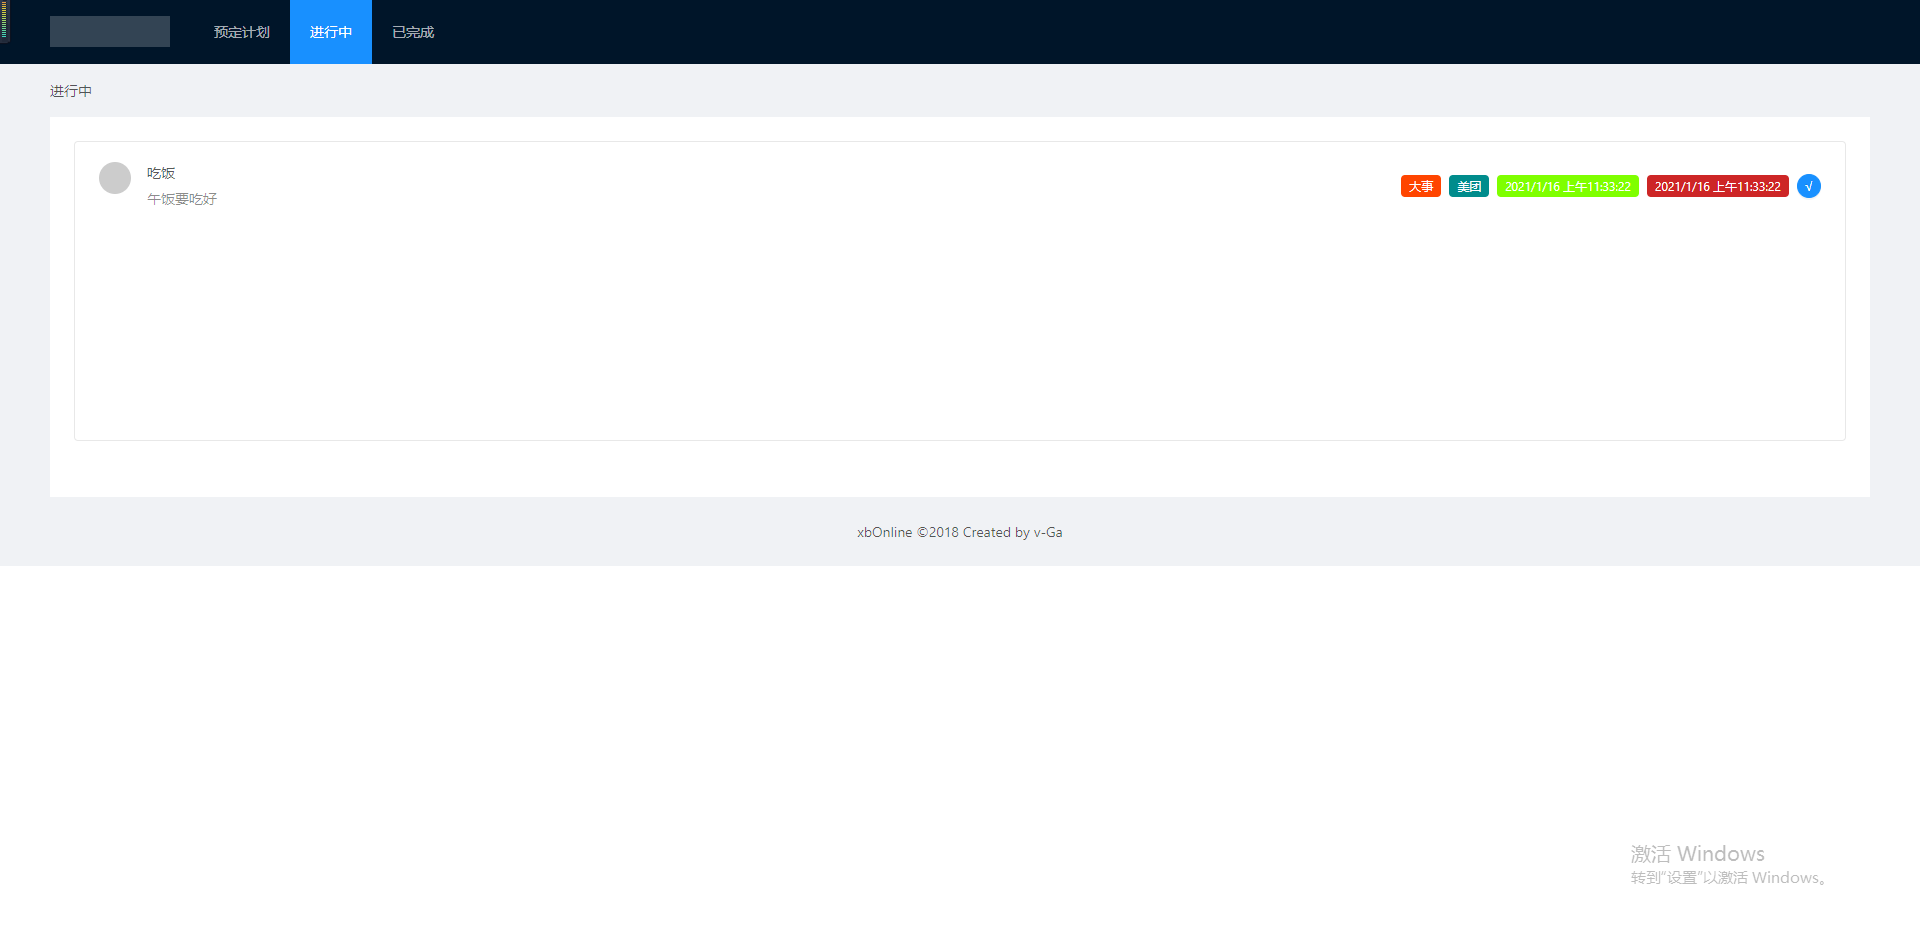 预定计划 进行中 已完成
进行中
吃饭
午饭要吃好
大事 美团 2021/1/16 上午11:33:22 2021/1/16 上午11:33:22 √
xbOnline ©2018 Created by v-Ga
激活 Windows
转到“设置”以激活 Windows。